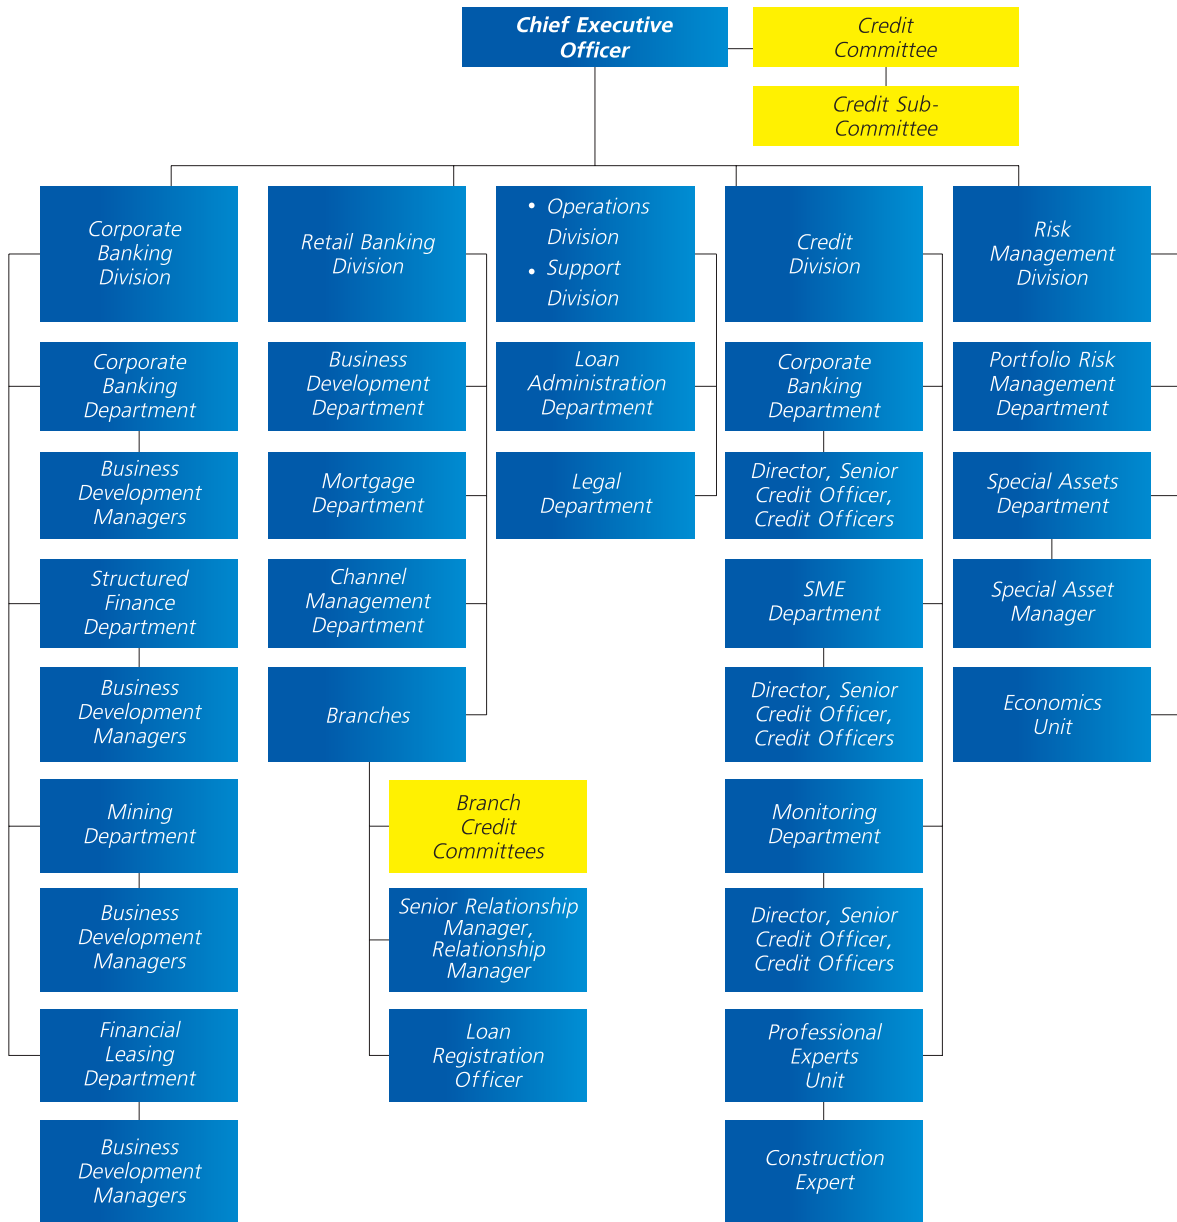 Chief Executive
Officer
Credit
Committee
Credit Sub-
Committee
Corporate
Banking
Division
Retail Banking
Division
• Operations
Division
• Support
Division
Credit
Division
Risk
Management
Division
Corporate
Banking
Department
Business
Development
Department
Loan
Administration
Department
Corporate
Banking
Department
Portfolio Risk
Management
Department
Business
Development
Managers
Mortgage
Department
Legal
Department
Director, Senior
Credit Officer,
Credit Officers
Special Assets
Department
Structured
Finance
Department
Channel
Management
Department
SME
Department
Special Asset
Manager
Business
Development
Managers
Branches
Director, Senior
Credit Officer,
Credit Officers
Economics
Unit
Mining
Department
Branch
Credit
Committees
Monitoring
Department
Business
Development
Managers
Senior Relationship
Manager,
Relationship
Manager
Director, Senior
Credit Officer,
Credit Officers
Financial
Leasing
Department
Loan
Registration
Officer
Professional
Experts
Unit
Business
Development
Managers
Construction
Expert